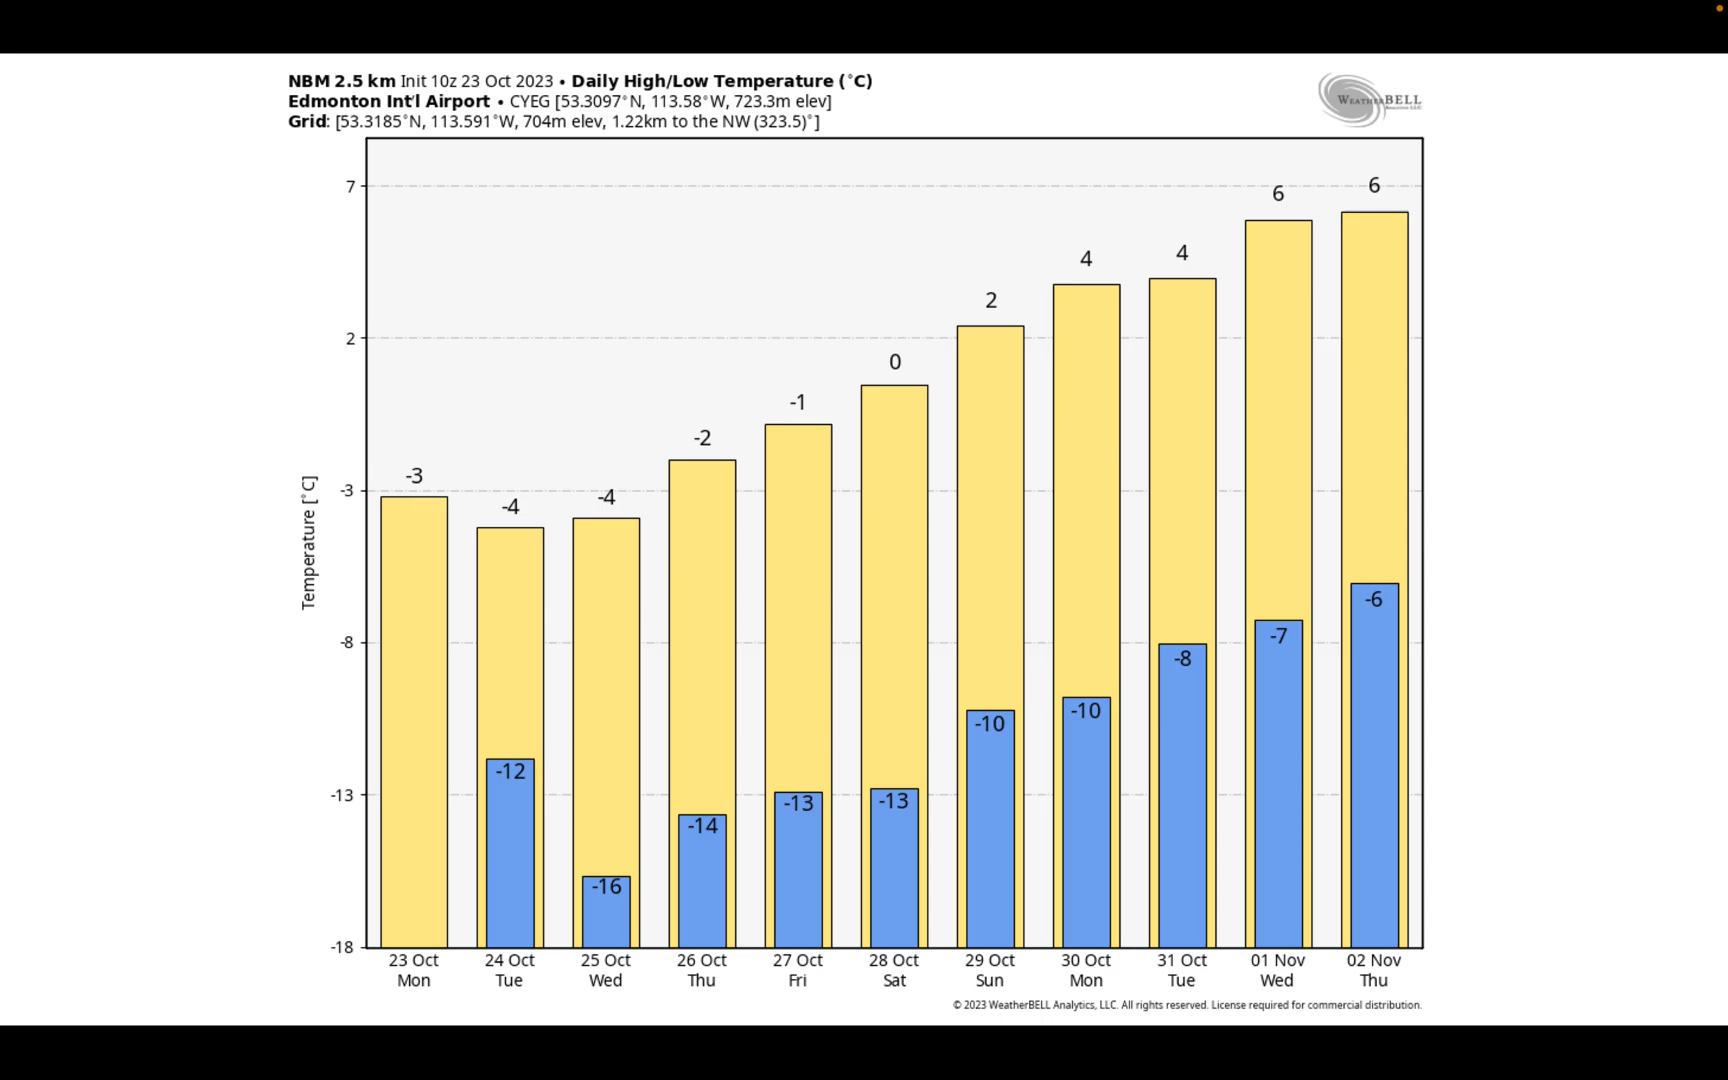 NBM 2.5 km Init 10z 23 Oct 2023 • Daily High/Low Temperature (°C)
Edmonton Int'l Airport • CYEG [53.3097°N, 113.58°W, 723.3m elev]
Grid: [53.3185°N, 113.591°W, 704m elev, 1.22km to the NW (323.5)°]
WEATHERBELL
Analytics LLC
Temperature [°C]
7
2
-3
-8
-13
-18
-3
-4
-4
-2
-1
0
2
4
4
6
6
-12
-16
-14
-13
-13
-10
-10
-8
-7
-6
23 Oct
Mon
24 Oct
Tue
25 Oct
Wed
26 Oct
Thu
27 Oct
Fri
28 Oct
Sat
29 Oct
Sun
30 Oct
Mon
31 Oct
Tue
01 Nov
Wed
02 Nov
Thu
© 2023 WeatherBELL Analytics, LLC. All rights reserved. License required for commercial distribution.